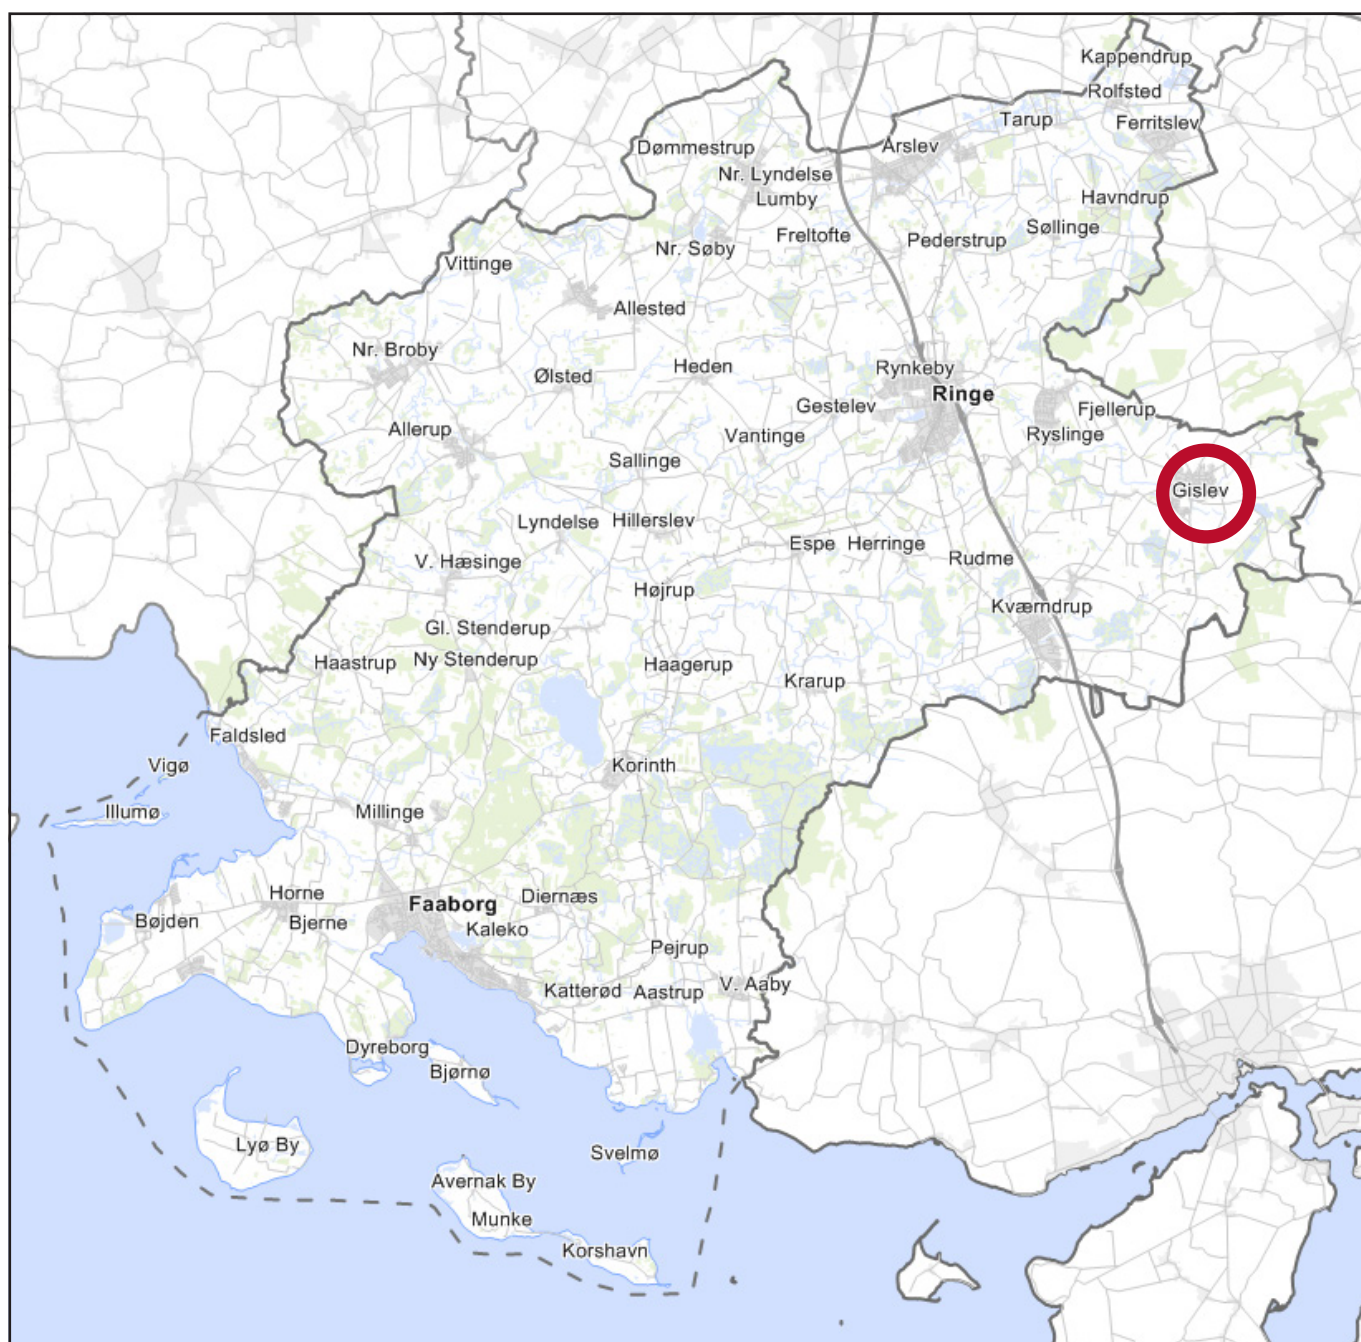 Kappendrup
Rolfsted
Tarup
Ferritslev
Dømmestrup
Årslev
Nr. Lyndelse
Lumby
Havndrup
Søllinge
Freltofte
Pederstrup
Nr. Søby
Vittinge
Allested
Nr. Broby
Heden
Rynkeby
Ølsted
Ringe
Gestelev
Fjellerup
Allerup
Vantinge
Ryslinge
Sallinge
Gislev
Lyndelse
Hillerslev
Espe
Herringe
Rudme
V. Hæsinge
Højrup
Kværndrup
Gl. Stenderup
Ny Stenderup
Haastrup
Haagerup
Krarup
Faldsled
Vigø
Korinth
Illumø
Millinge
Horne
Diernæs
Faaborg
Bøjden
Bjerne
Kaleko
Pejrup
V. Aaby
Katterød
Aastrup
Dyreborg
Bjørnø
Lyø By
Svelmø
Avernak By
Munke
Korshavn